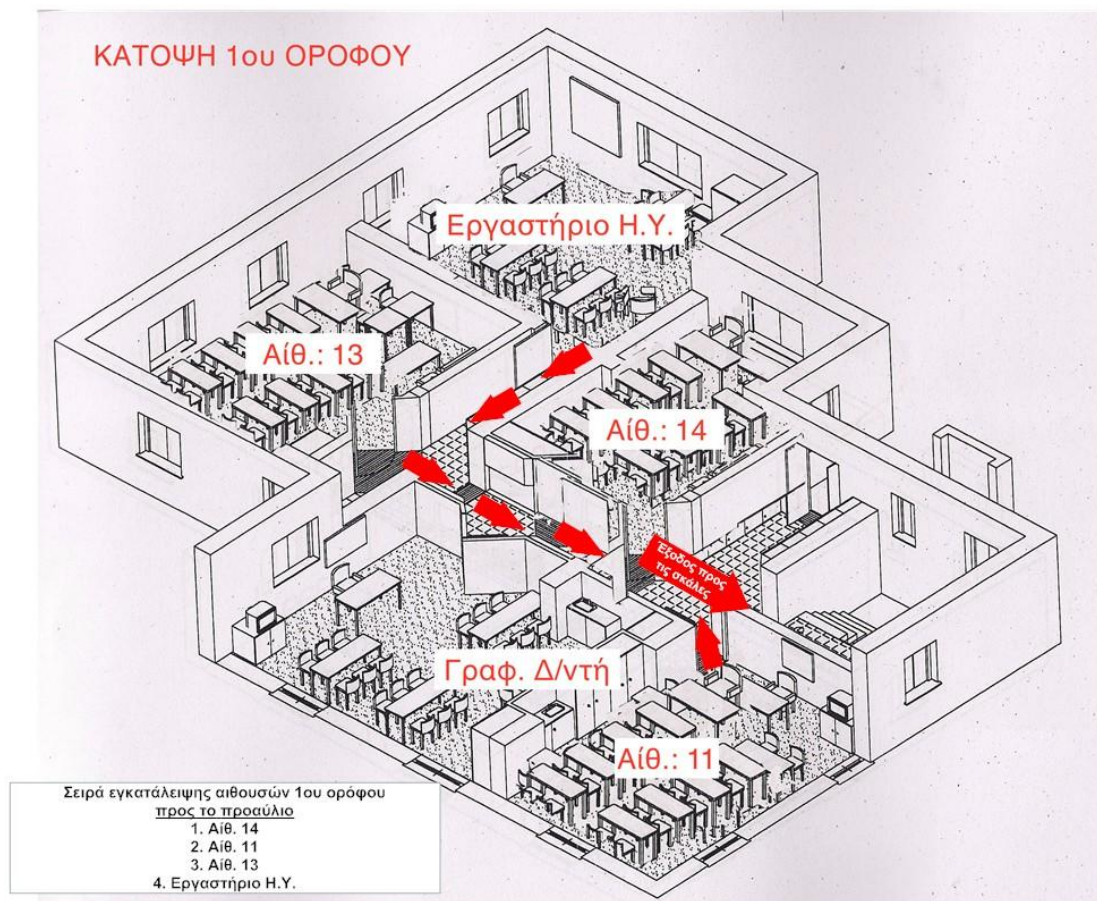 ΚΑΤΟΨΗ 1ου ΟΡΟΦΟΥ
Εργαστήριο Η.Υ.
Αίθ.: 13
Αίθ.: 14
Έξοδος προς
τις σκάλες
Γραφ. Δ/ντή
Αίθ.: 11
Σειρά εγκατάλειψης αιθουσών 1ου ορόφου
προς το προαύλιο
1. Αίθ. 14
2. Αίθ. 11
3. Αίθ. 13
4. Εργαστήριο Η.Υ.